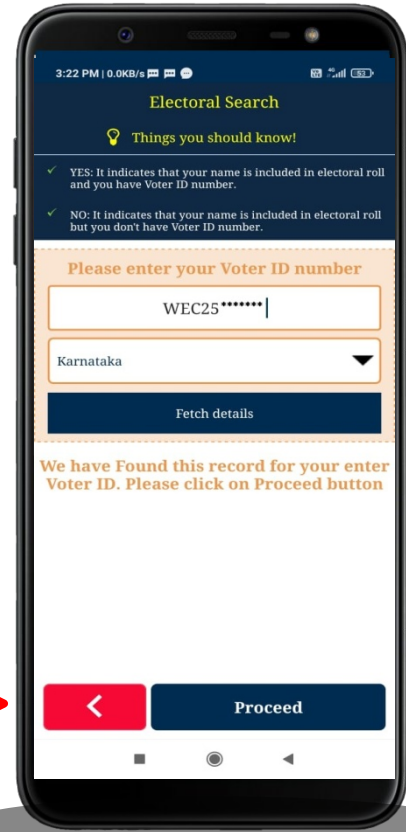 3:22 PM | 0.0KB/s
Electoral Search
Things you should know!
YES: It indicates that your name is included in electoral roll
and you have Voter ID number.
NO: It indicates that your name is included in electoral roll
but you don't have Voter ID number.
Please enter your Voter ID number
WEC25*******
Karnataka
Fetch details
We have Found this record for your enter
Voter ID. Please click on Proceed button
Proceed